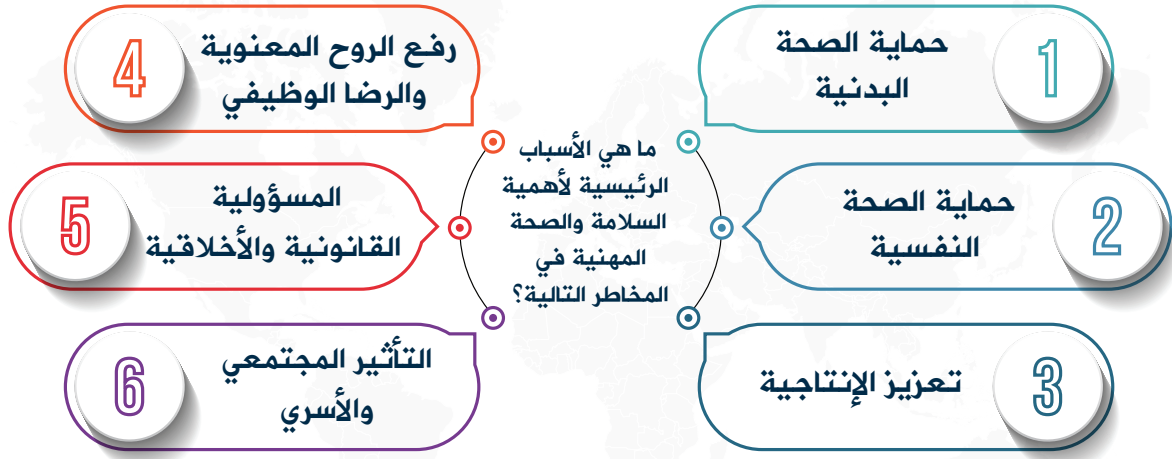 ما هي الأسباب
الرئيسية لأهمية
السلامة والصحة
المهنية في
المخاطر التالية؟
1
حماية الصحة
البدنية
2
حماية الصحة
النفسية
3
تعزيز الإنتاجية
4
رفع الروح المعنوية
والرضا الوظيفي
5
المسؤولية
القانونية والأخلاقية
6
التأثير المجتمعي
والأسري